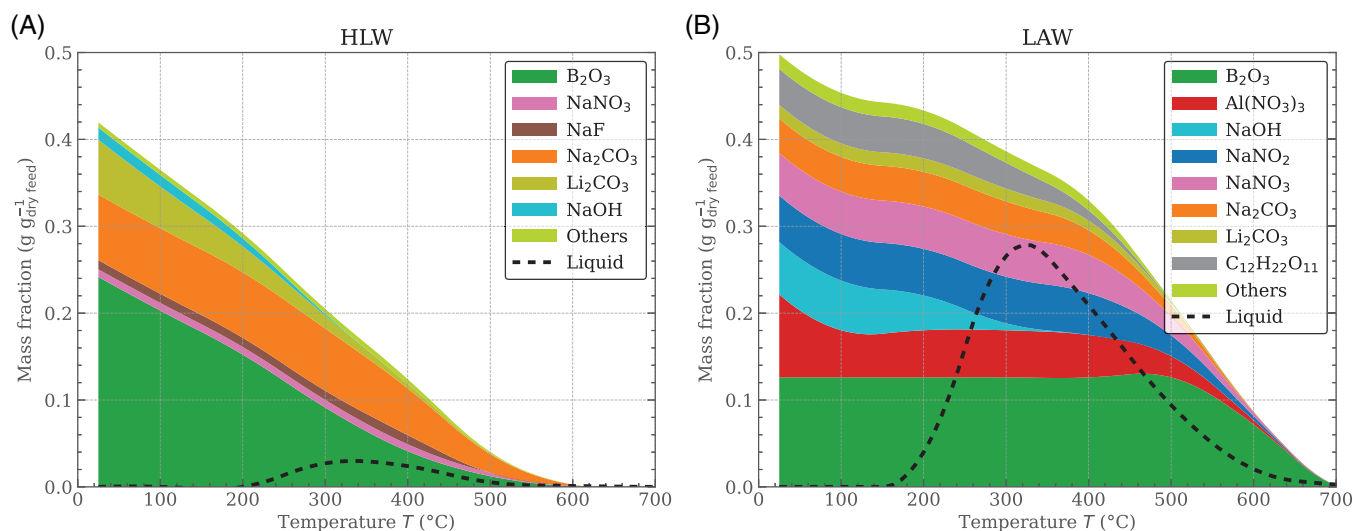 (A)
HLW
0.5
0.4
0.3
0.2
0.1
0.0
Mass fraction (g g⁻¹dry feed)
B₂O₃
NaNO₃
NaF
Na₂CO₃
Li₂CO₃
NaOH
Others
Liquid
0
100
200
300
400
500
600
700
Temperature T (°C)
(B)
LAW
0.5
0.4
0.3
0.2
0.1
0.0
Mass fraction (g g⁻¹dry feed)
B₂O₃
Al(NO₃)₃
NaOH
NaNO₂
NaNO₃
Na₂CO₃
Li₂CO₃
C₁₂H₂₂O₁₁
Others
Liquid
0
100
200
300
400
500
600
700
Temperature T (°C)